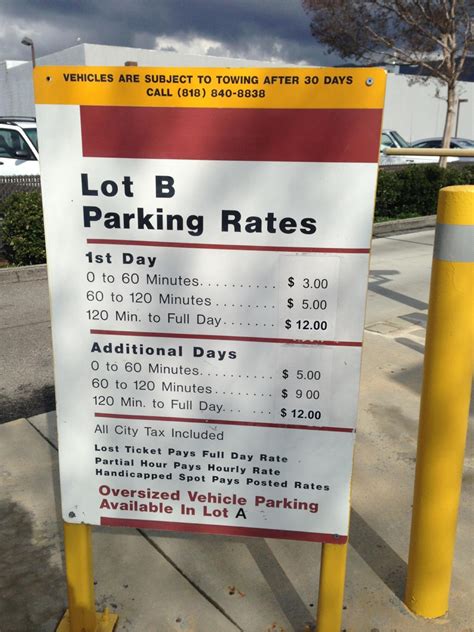 VEHICLES ARE SUBJECT TO TOWING AFTER 30 DAYS
CALL (818) 840-8838
Lot B
Parking Rates
1st Day
0 to 60 Minutes.............. $ 3.00
60 to 120 Minutes.......... $ 5.00
120 Min. to Full Day....... $ 12.00
Additional Days
0 to 60 Minutes.............. $ 5.00
60 to 120 Minutes.......... $ 9 00
120 Min. to Full Day....... $ 12.00
All City Tax Included
Lost Ticket Pays Full Day Rate
Partial Hour Pays Hourly Rate
Handicapped Spot Pays Posted Rates
Oversized Vehicle Parking
Available In Lot A